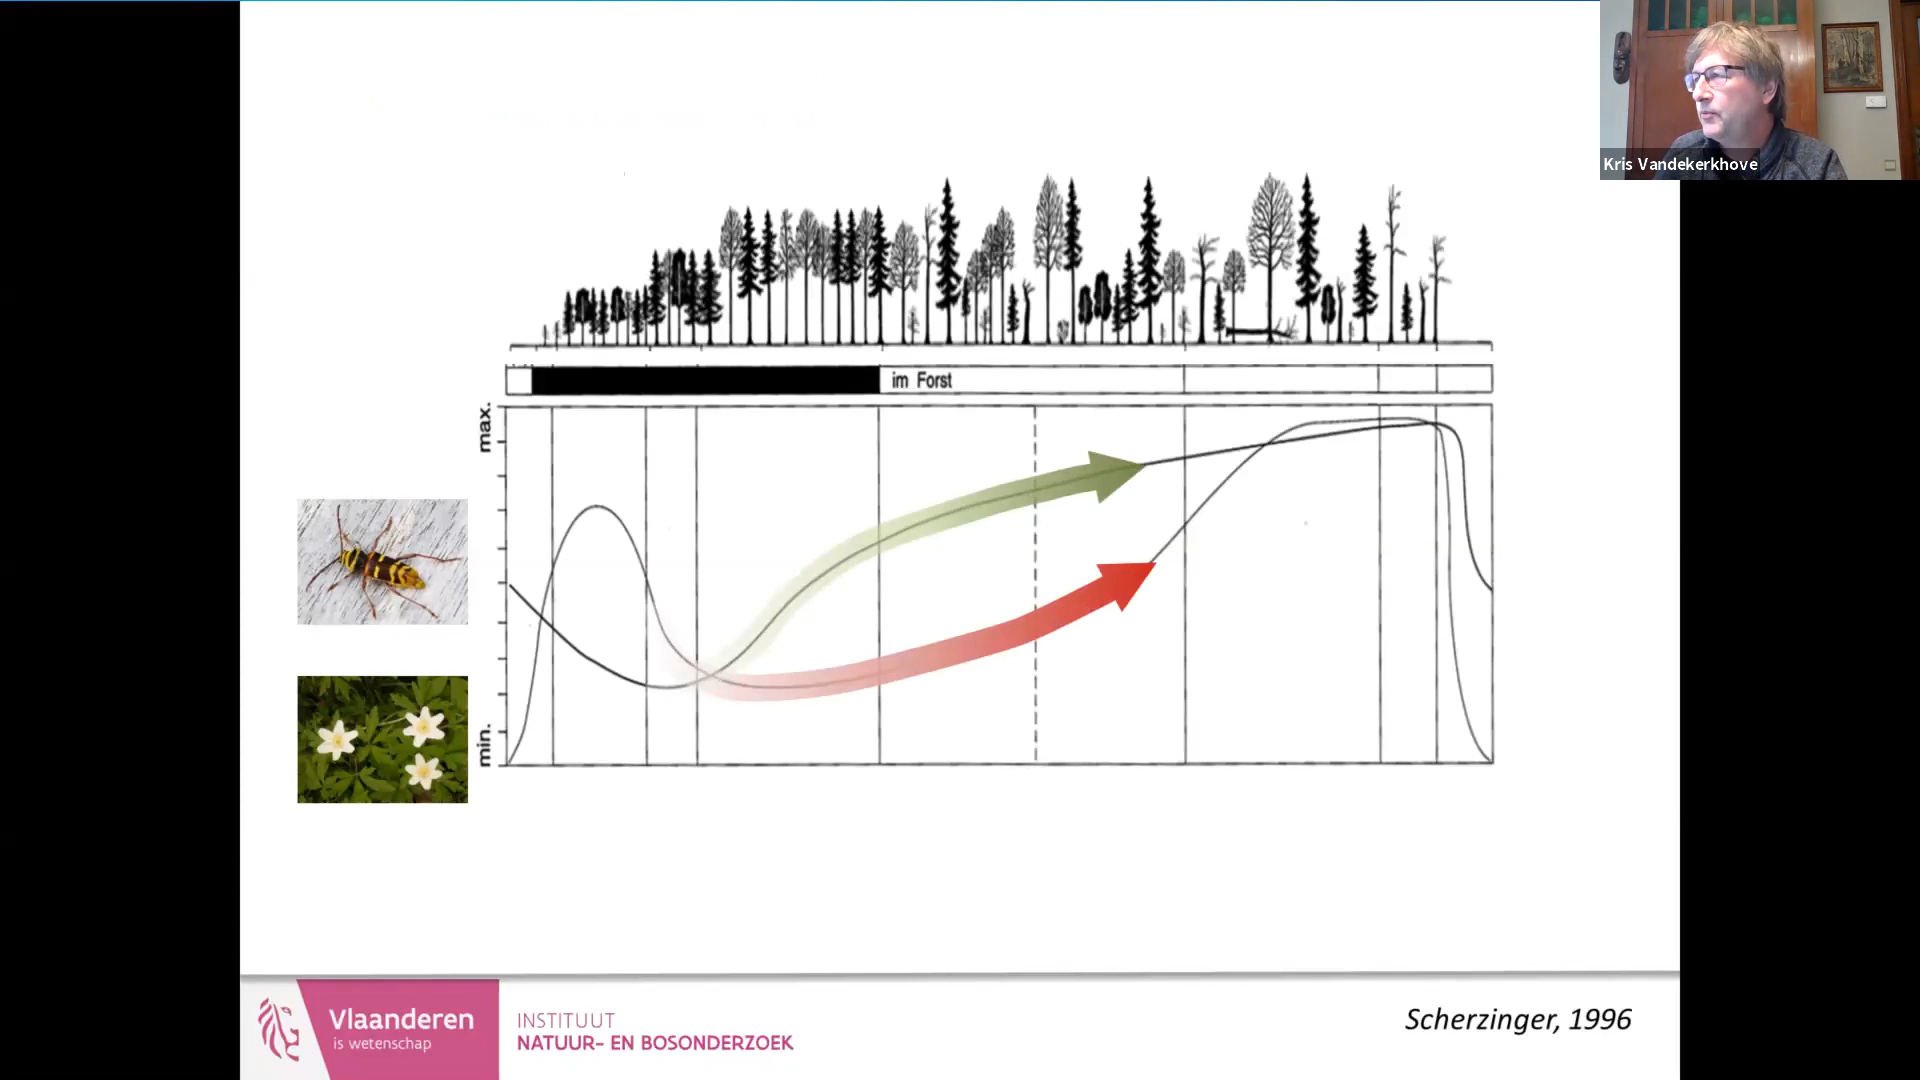 Kris Vandekerkhove
im Forst
max.
min.
Vlaanderen
is wetenschap
INSTITUUT
NATUUR- EN BOSONDERZOEK
Scherzinger, 1996